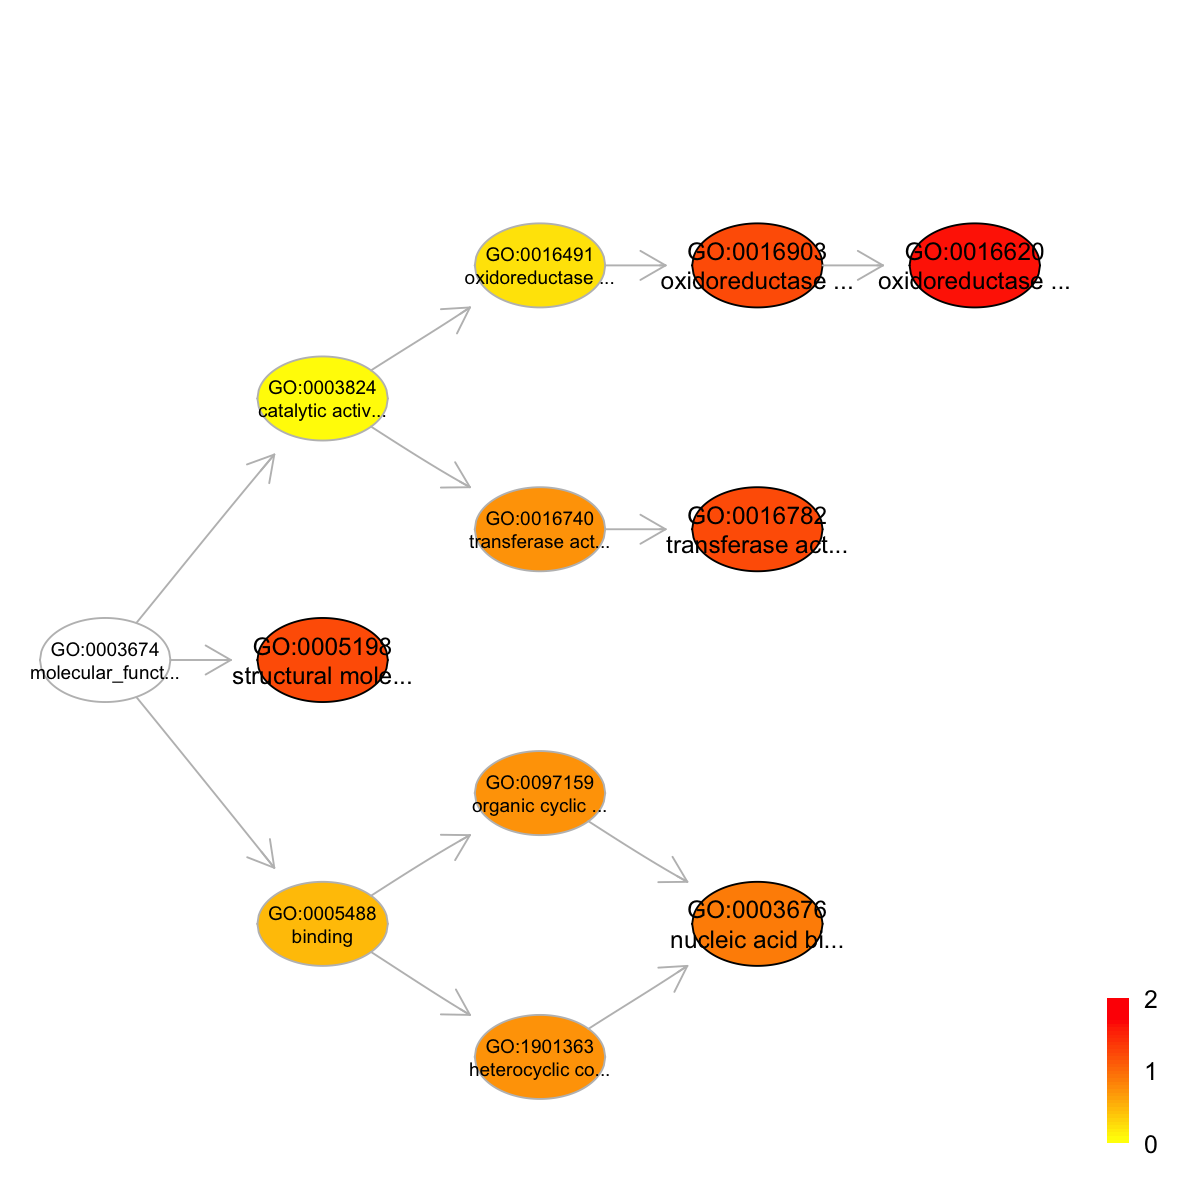 GO:0016491
oxidoreductase ...
GO:0016903
oxidoreductase ...
GO:0016620
oxidoreductase ...
GO:0003824
catalytic activ...
GO:0016740
transferase act...
GO:0016782
transferase act...
GO:0003674
molecular_funct...
GO:0005198
structural mole...
GO:0097159
organic cyclic ...
GO:0005488
binding
GO:0003676
nucleic acid bi...
GO:1901363
heterocyclic co...
2
1
0